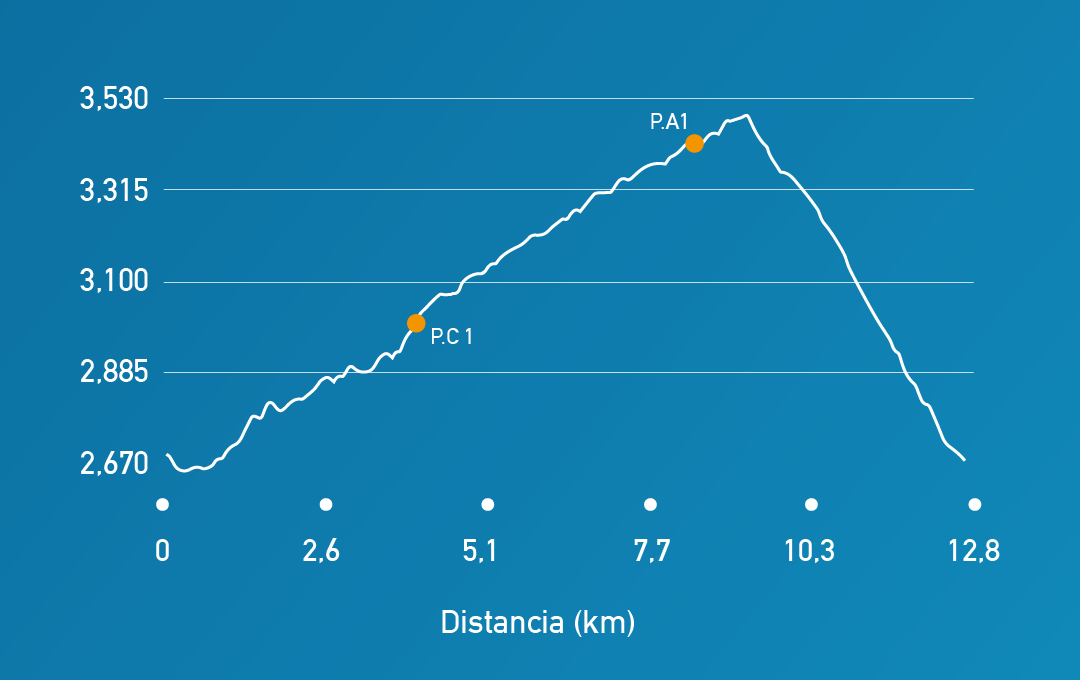 3,530
P.A1
3,315
3,100
P.C 1
2,885
2,670
0 2,6 5,1 7,7 10,3 12,8
Distancia (km)